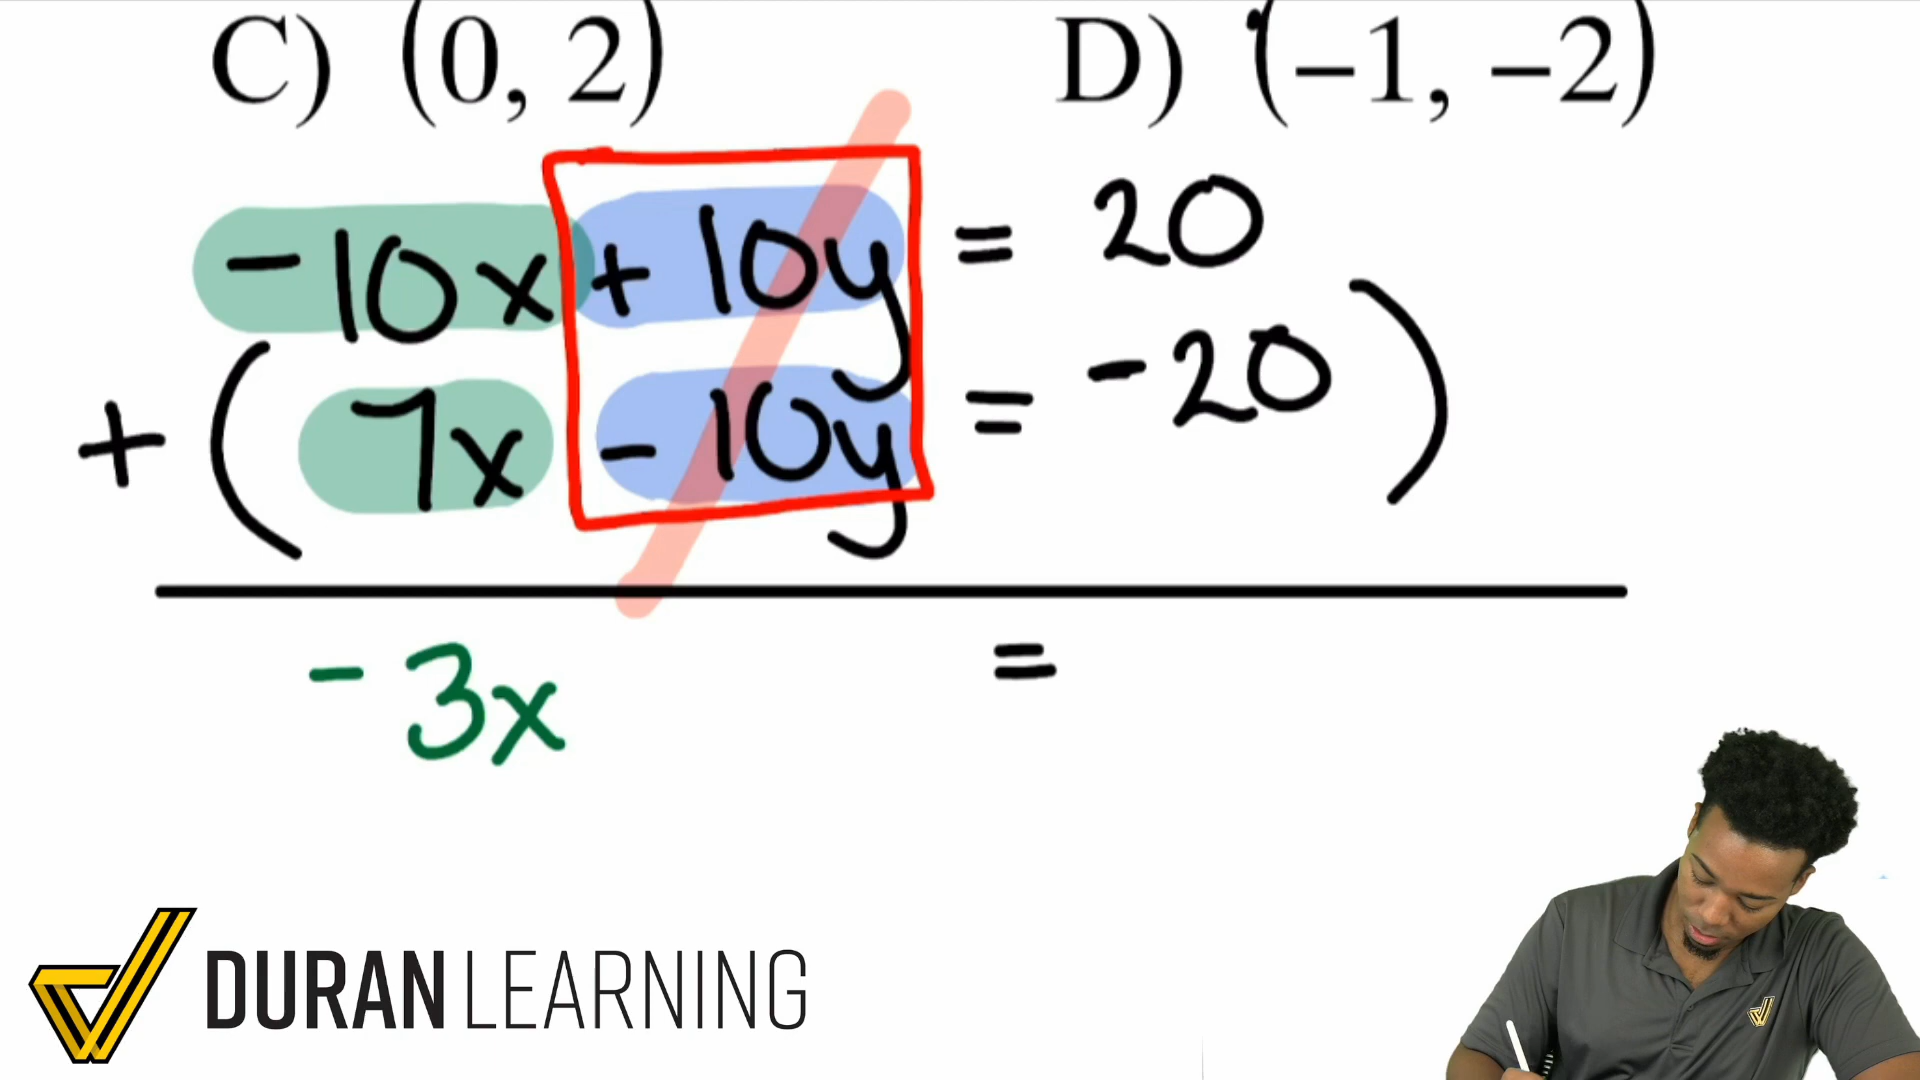 C) (0, 2) D) (−1, −2)
-10x + 10y = 20
+ ( 7x - 10y = -20 )
-3x =
DURAN LEARNING